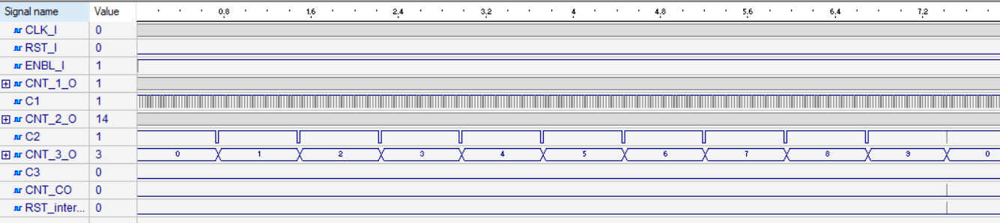 Signal name Value 0,8 1,6 2,4 3,2 4 4,8 5,6 6,4 7,2
CLK_I 0
RST_I 0
ENBL_I 1
CNT_1_O 1
C1 1
CNT_2_O 14
C2 1
CNT_3_O 3 0 1 2 3 4 5 6 7 8 9 0
C3 0
CNT_CO 0
RST_inter... 0